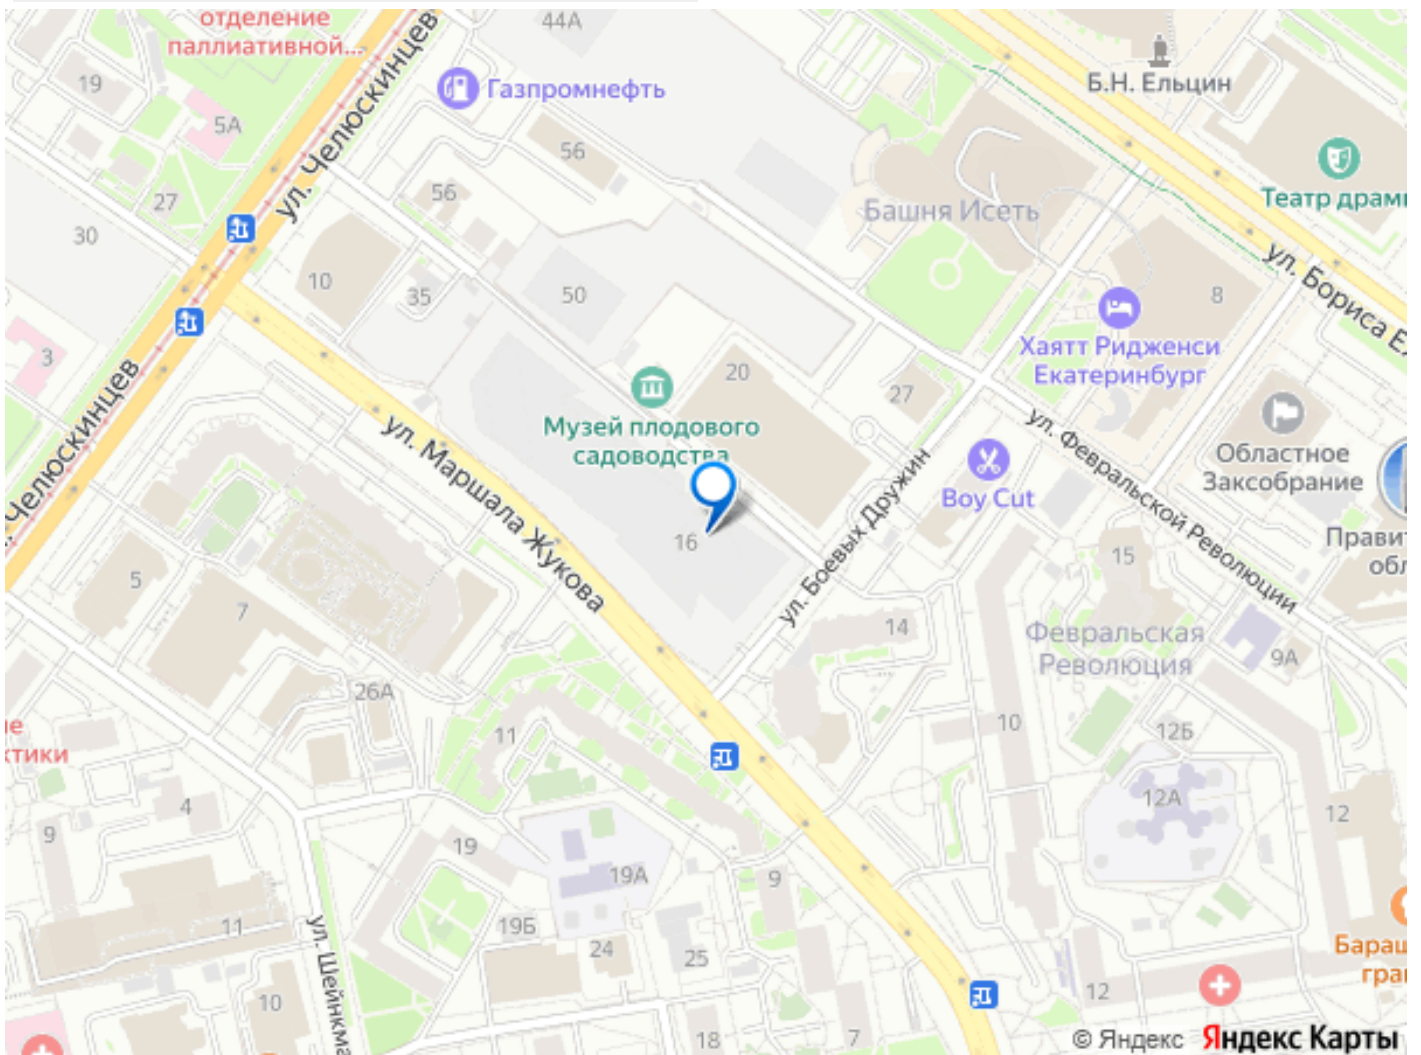 отделение
паллиативной...
44А
19
Газпромнефть
Б.Н. Ельцин
5А
ул. Челюскинцев
56
56
Театр драм
27
30
Башня Исеть
ул. Бориса Е
10
35
50
8
3
Хаятт Ридженси
Екатеринбург
20
27
Музей плодового
садоводства
ул. Маршала Жукова
ул. Февральской Революции
Областное
Заксобрание
Челюскинцев
Boy Cut
ул. Боевых Дружин
16
15
Правит
обл
5
7
14
Февральская
Революция
9А
26А
11
10
12Б
ктики
4
12А
12
9
19
19А
9
11
ул. Шейнкма
19Б
24
25
Бараш
гра
12
10
18
7
© Яндекс Яндекс Карты